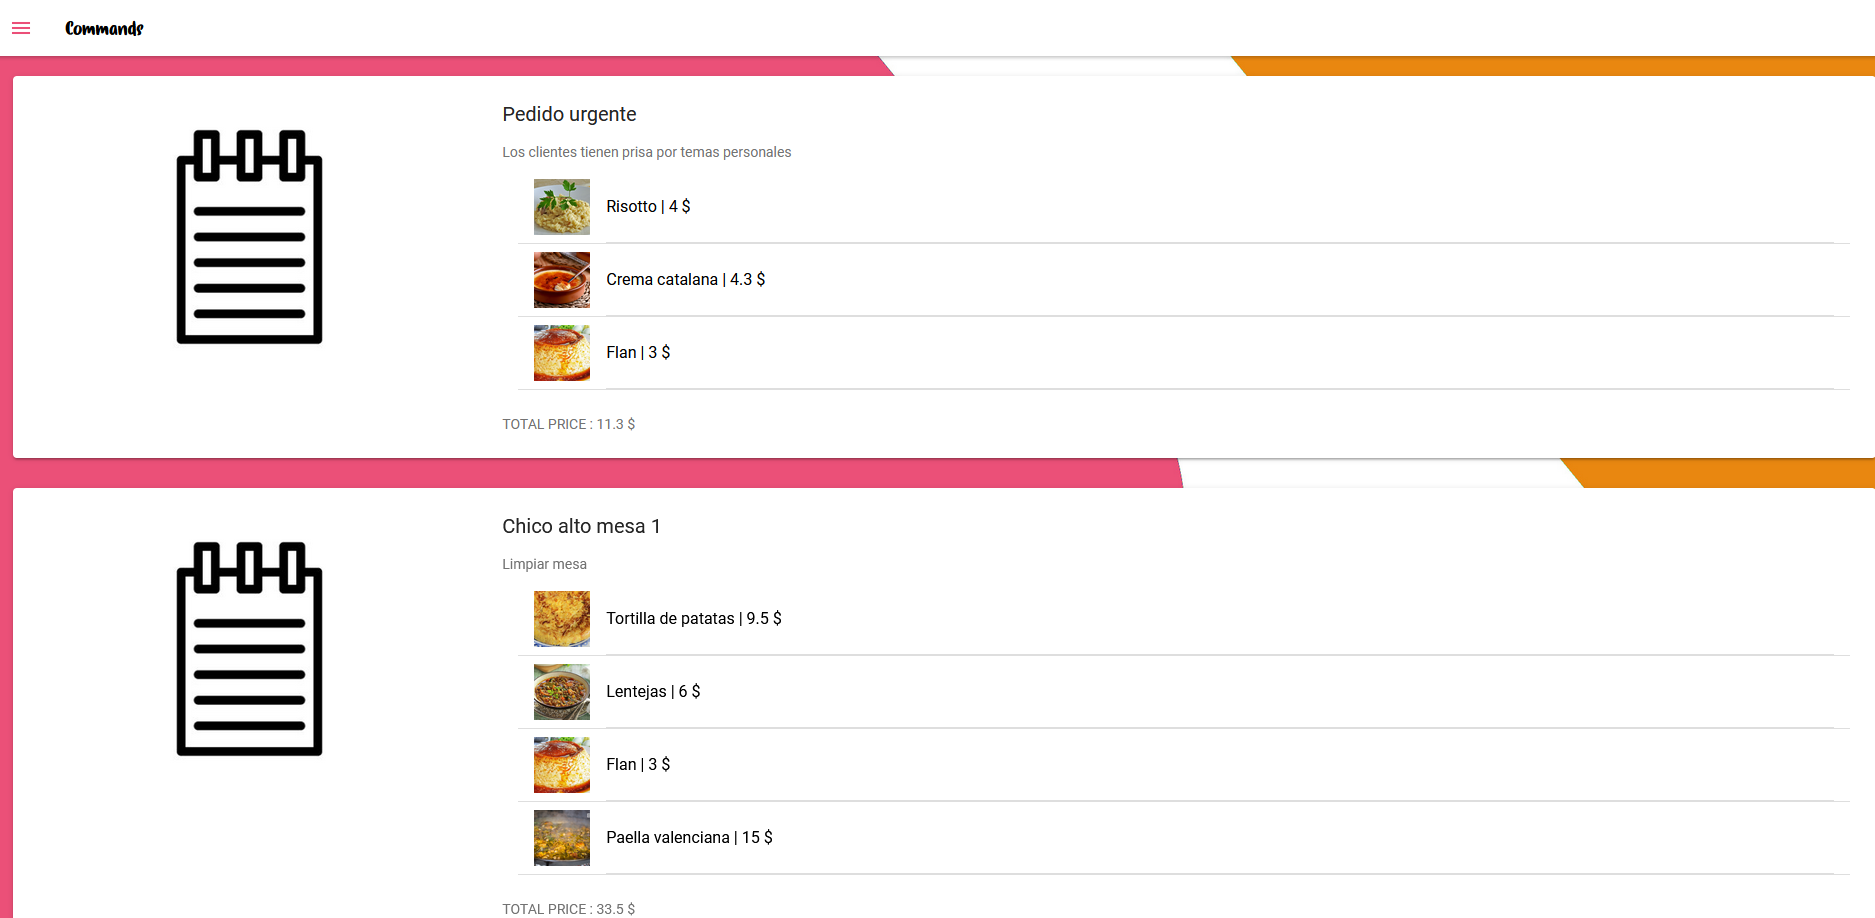 Commands
Pedido urgente
Los clientes tienen prisa por temas personales
Risotto | 4 $
Crema catalana | 4.3 $
Flan | 3 $
TOTAL PRICE : 11.3 $
Chico alto mesa 1
Limpiar mesa
Tortilla de patatas | 9.5 $
Lentejas | 6 $
Flan | 3 $
Paella valenciana | 15 $
TOTAL PRICE : 33.5 $